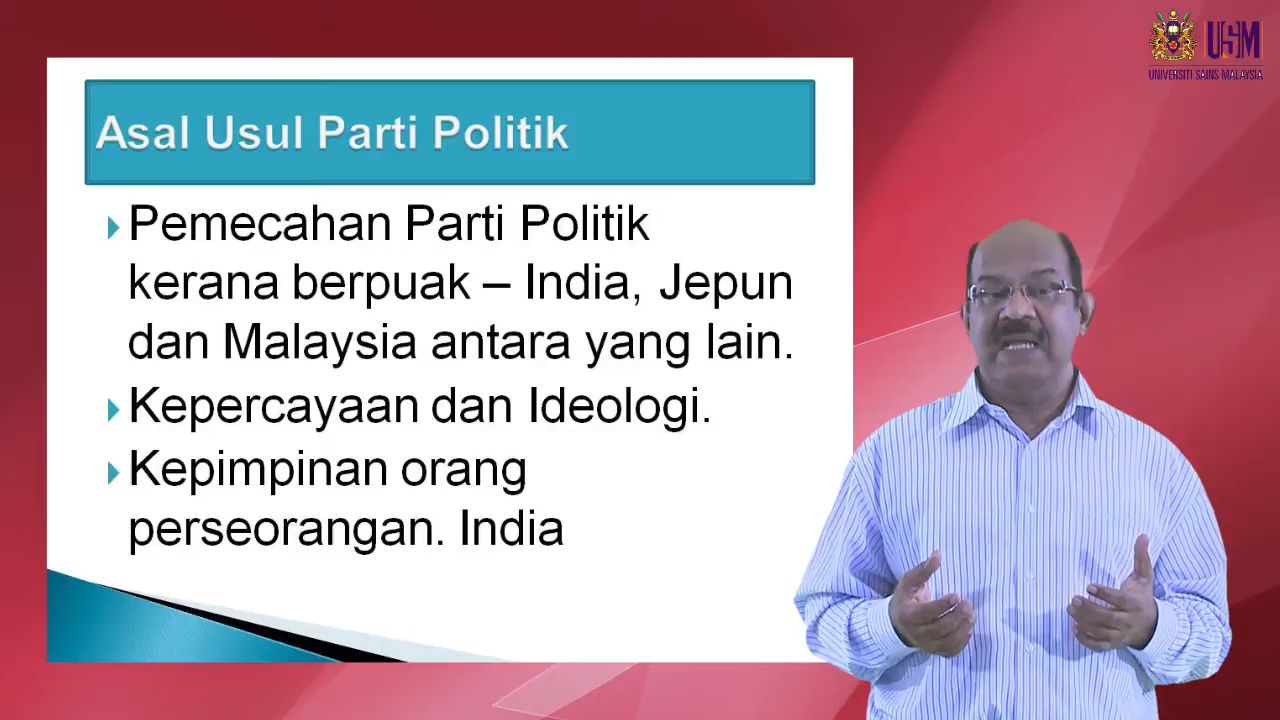 USM
UNIVERSITI SAINS MALAYSIA
Asal Usul Parti Politik
Pemecahan Parti Politik
kerana berpuak – India, Jepun
dan Malaysia antara yang lain.
Kepercayaan dan Ideologi.
Kepimpinan orang
perseorangan. India